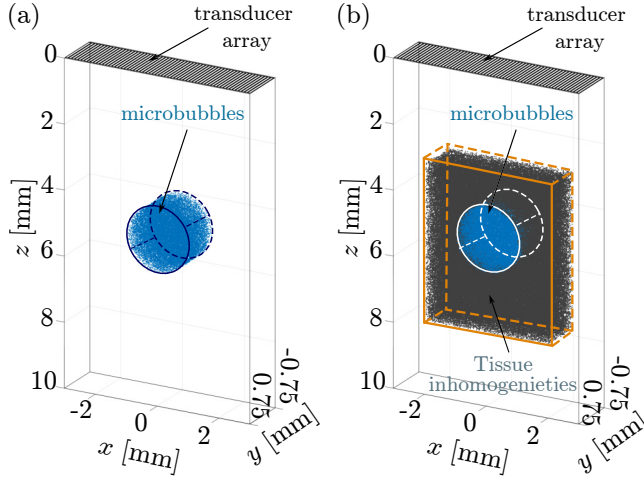 (a)
transducer
array
0
microbubbles
2
4
z [mm]
6
8
10
-2
0
2
x [mm]
-0.75
0.75
y [mm]
(b)
transducer
array
0
microbubbles
2
4
z [mm]
6
8
Tissue
inhomogenieties
10
-2
0
2
x [mm]
-0.75
0.75
y [mm]